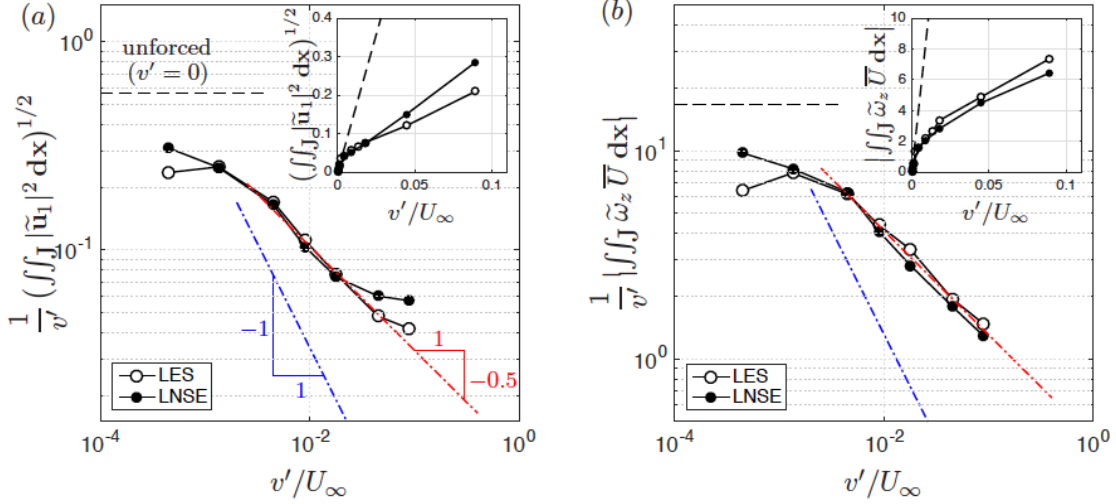 (a)
10^0
10^{-1}
\frac{1}{v'} (∫∫∫_J |ũ_1|^2 dx)^{1/2}
unforced
(v' = 0)
−1
1
1
−0.5
LES
LNSE
10^{-4}
10^{-2}
10^0
v'/U_∞
0.4
0.3
0.2
0.1
0
(∫∫∫_J |ũ_1|^2 dx)^{1/2}
0
0.05
0.1
v'/U_∞
(b)
10^1
10^0
\frac{1}{v'} |∫∫∫_J ω̃_z U̅ dx|
LES
LNSE
10^{-4}
10^{-2}
10^0
v'/U_∞
10
8
6
4
2
0
|∫∫∫_J ω̃_z U̅ dx|
0
0.05
0.1
v'/U_∞